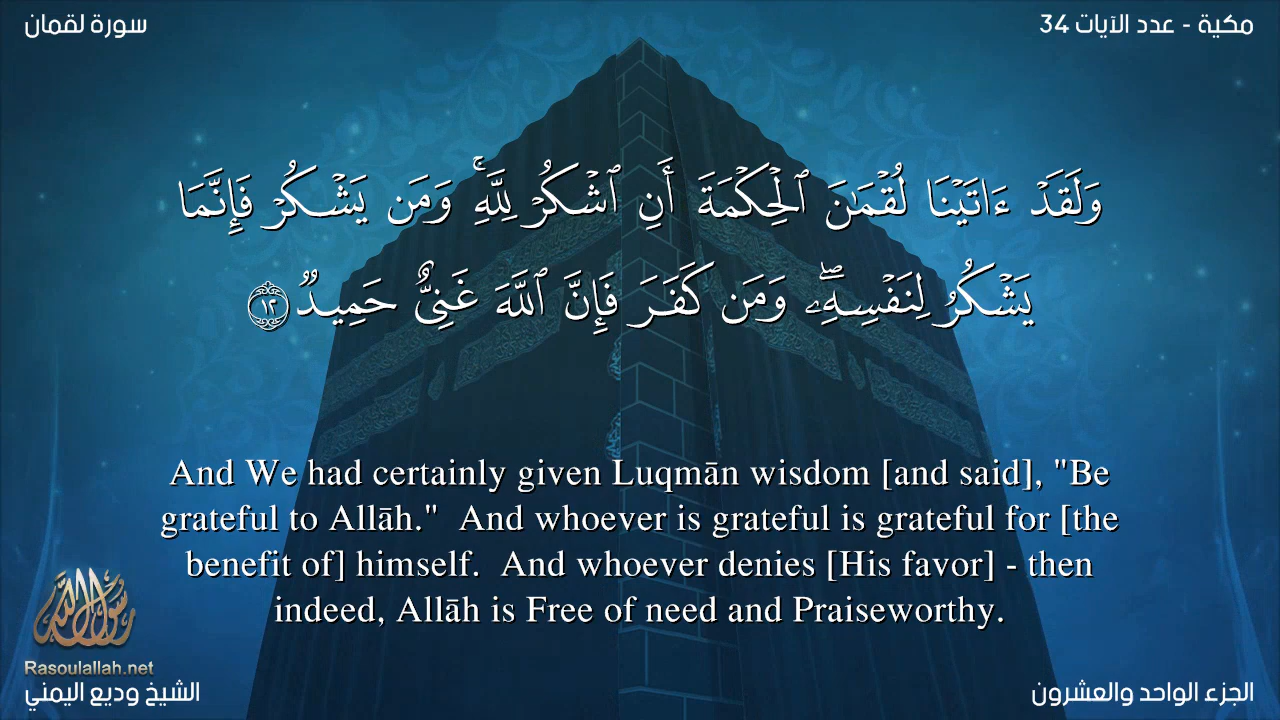 سورة لقمان
مكية - عدد الآيات 34
وَلَقَدْ ءَاتَيْنَا لُقْمَـٰنَ ٱلْحِكْمَةَ أَنِ ٱشْكُرْ لِلَّهِ ۚ وَمَن يَشْكُرْ فَإِنَّمَا
يَشْكُرُ لِنَفْسِهِۦ ۖ وَمَن كَفَرَ فَإِنَّ ٱللَّهَ غَنِىٌّ حَمِيدٌ ١٢
And We had certainly given Luqmān wisdom [and said], "Be
grateful to Allāh." And whoever is grateful is grateful for [the
benefit of] himself. And whoever denies [His favor] - then
indeed, Allāh is Free of need and Praiseworthy.
رسول الله
Rasoulallah.net
الشيخ وديع اليمني
الجزء الواحد والعشرون